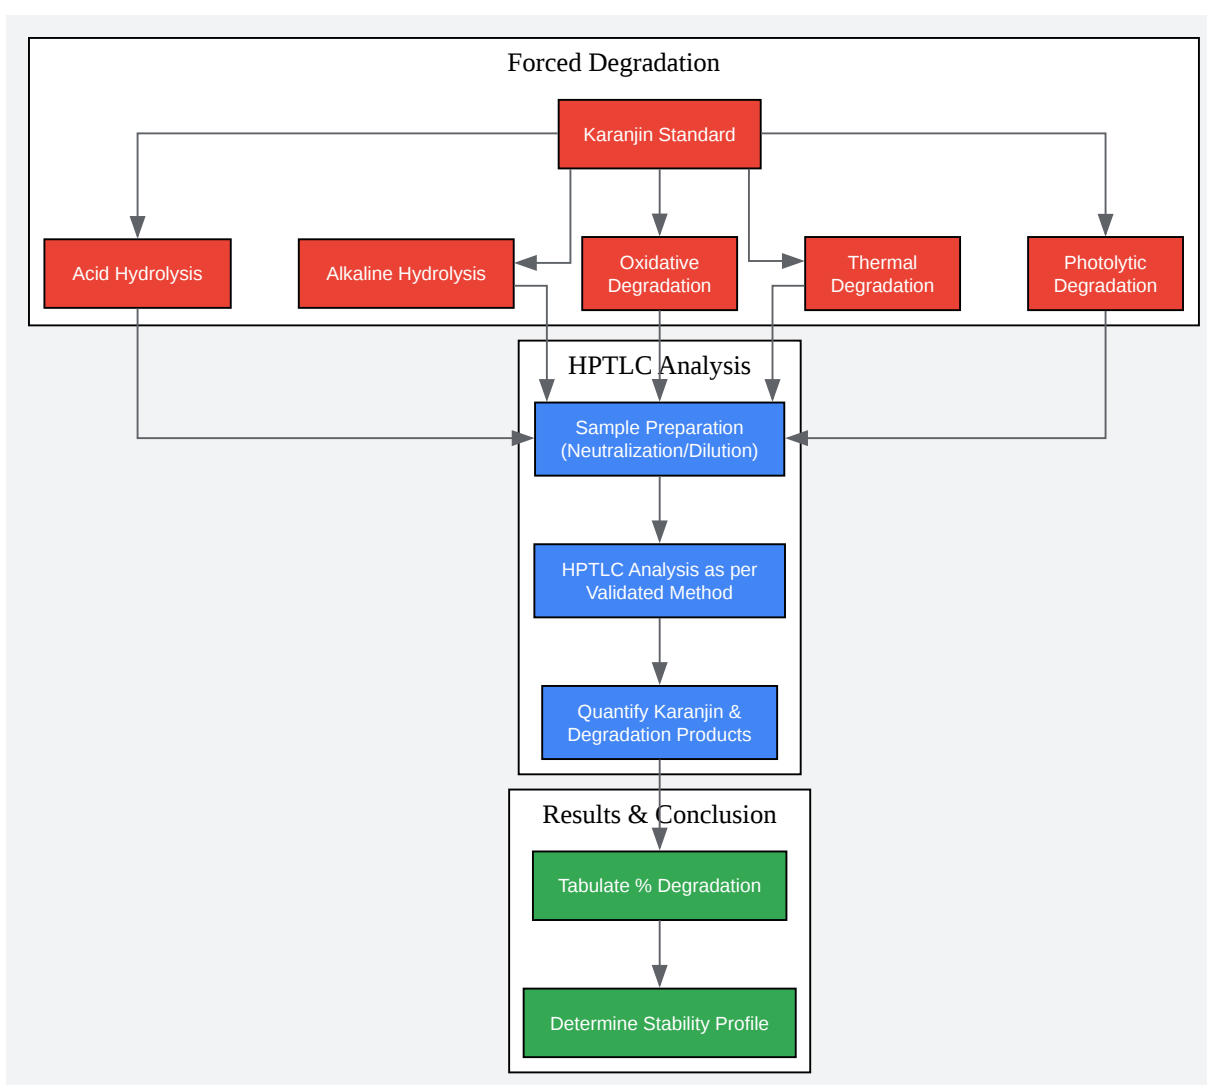 Forced Degradation
Karanjin Standard
Acid Hydrolysis
Alkaline Hydrolysis
Oxidative
Degradation
Thermal
Degradation
Photolytic
Degradation
HPTLC Analysis
Sample Preparation
(Neutralization/Dilution)
HPTLC Analysis as per
Validated Method
Quantify Karanjin &
Degradation Products
Results & Conclusion
Tabulate % Degradation
Determine Stability Profile